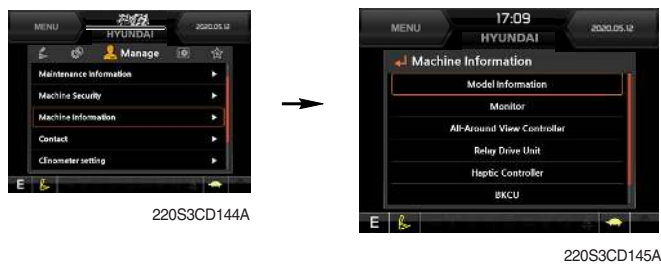 MENU
HYUNDAI
2020.05.12
Manage
Maintenance Information
Machine Security
Machine Information
Contact
Clinometer setting
E
220S3CD144A
MENU
17:09
HYUNDAI
2020.05.12
Machine Information
Model Information
Monitor
All-Around View Controller
Relay Drive Unit
Haptic Controller
BKCU
E
220S3CD145A